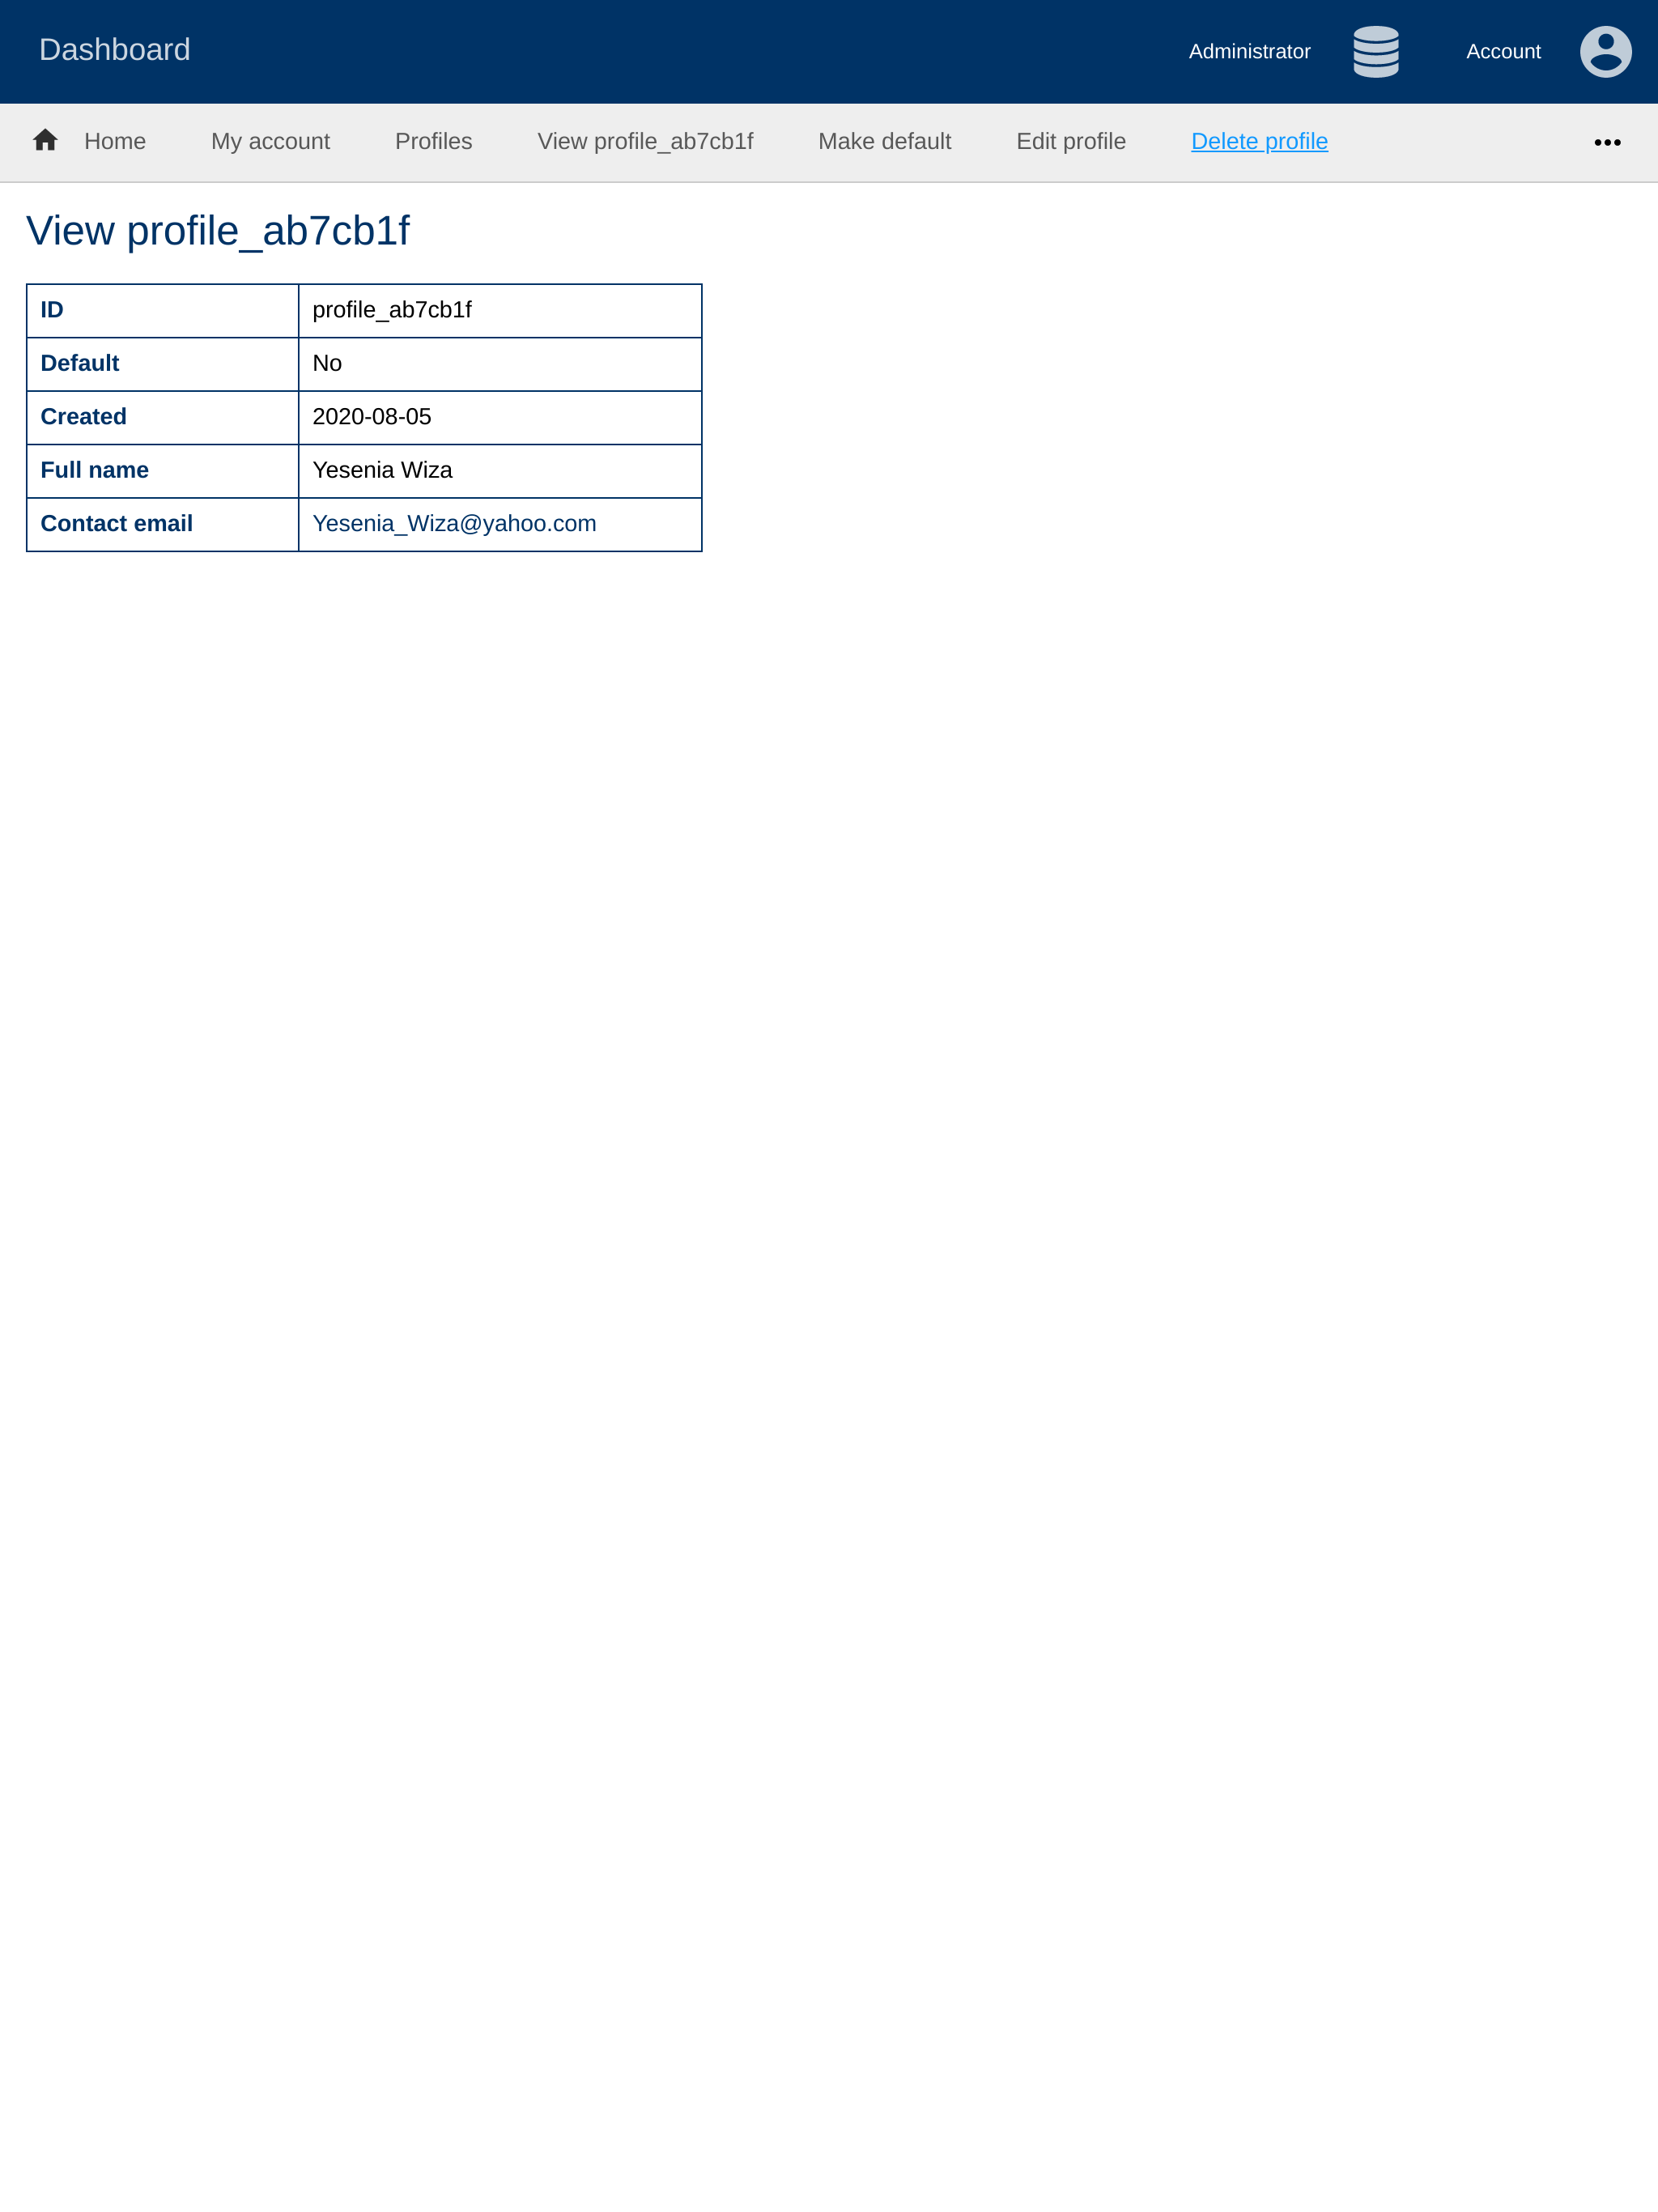 Dashboard Administrator Account
Home My account Profiles View profile_ab7cb1f Make default Edit profile Delete profile
View profile_ab7cb1f
ID profile_ab7cb1f
Default No
Created 2020-08-05
Full name Yesenia Wiza
Contact email Yesenia_Wiza@yahoo.com